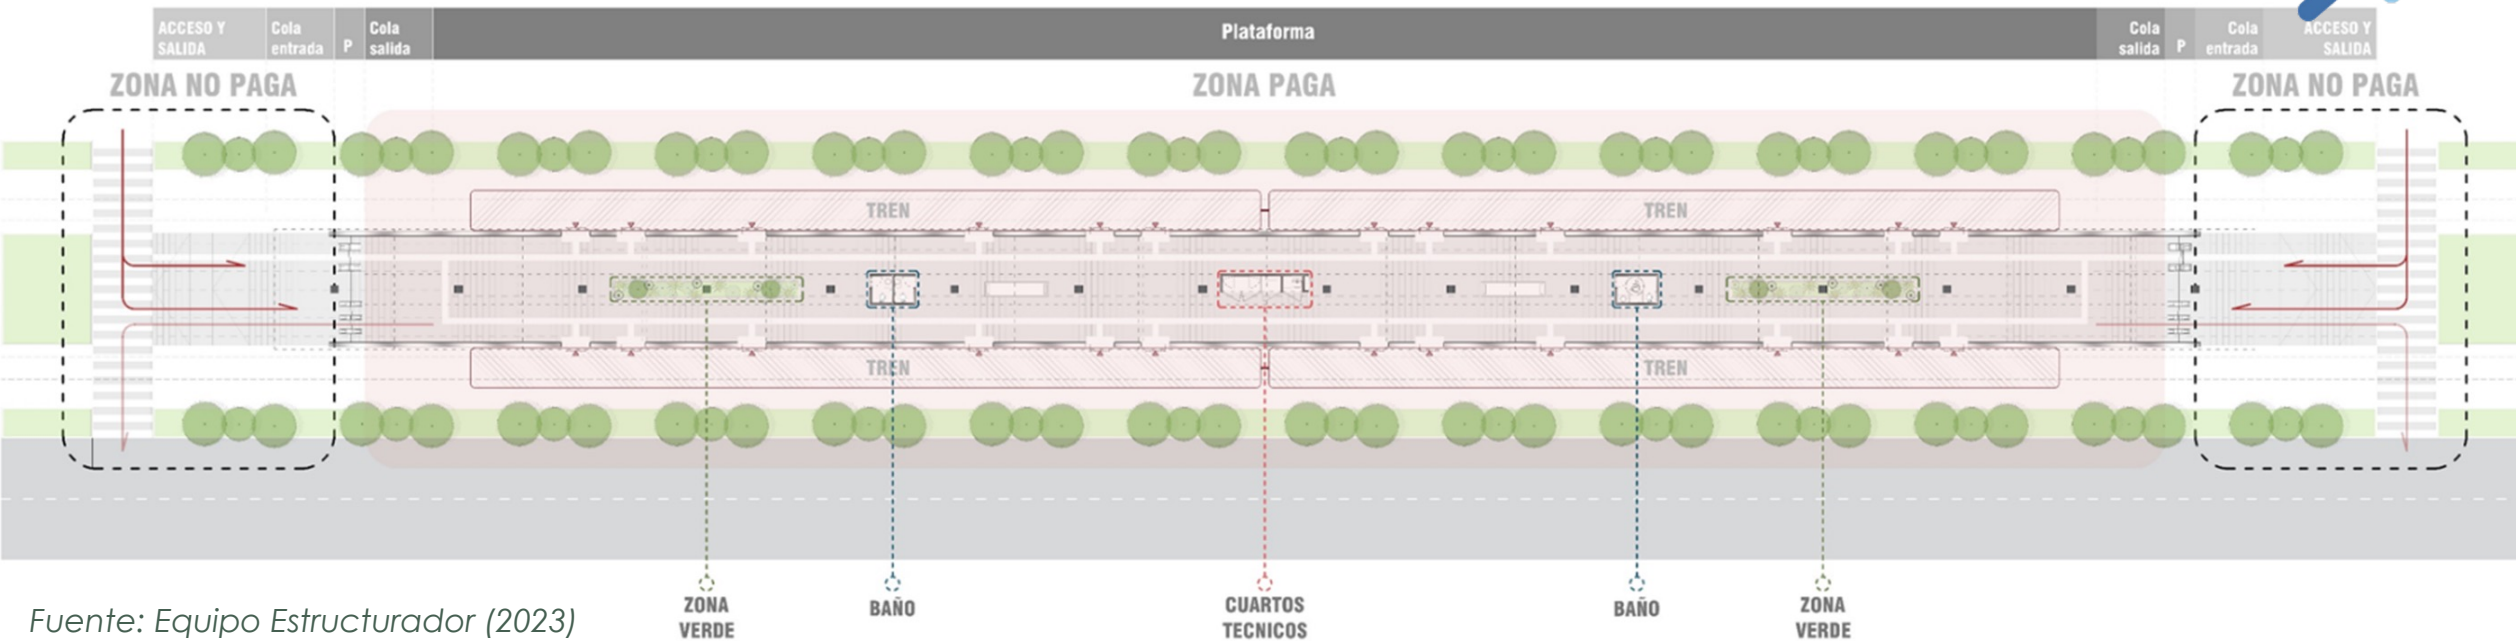 ACCESO Y
SALIDA
Cola
entrada
P
Cola
salida
Plataforma
Cola
salida
P
Cola
entrada
ACCESO Y
SALIDA
ZONA NO PAGA
ZONA PAGA
ZONA NO PAGA
TREN
TREN
TREN
TREN
ZONA
VERDE
BAÑO
CUARTOS
TECNICOS
BAÑO
ZONA
VERDE
Fuente: Equipo Estructurador (2023)